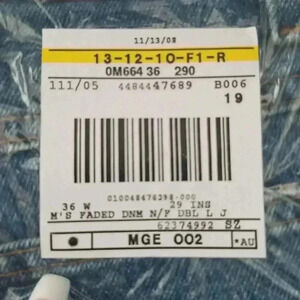 11/13/08
13-12-10-F1-R
0M664 36 290
111/05 4484447689 B006
19
010048476298-000
36 W 29 INS
M'S FADED DNM N/F DBL L J
62374992 SZ
MGE 002 *AU